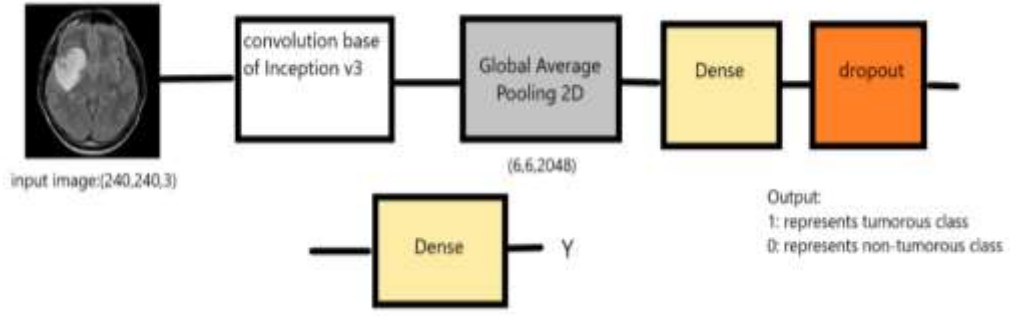 convolution base
of Inception v3
Global Average
Pooling 2D
Dense
dropout
(6,6,2048)
input image:(240,240,3)
Output:
1: represents tumorous class
0: represents non-tumorous class
Dense
Y